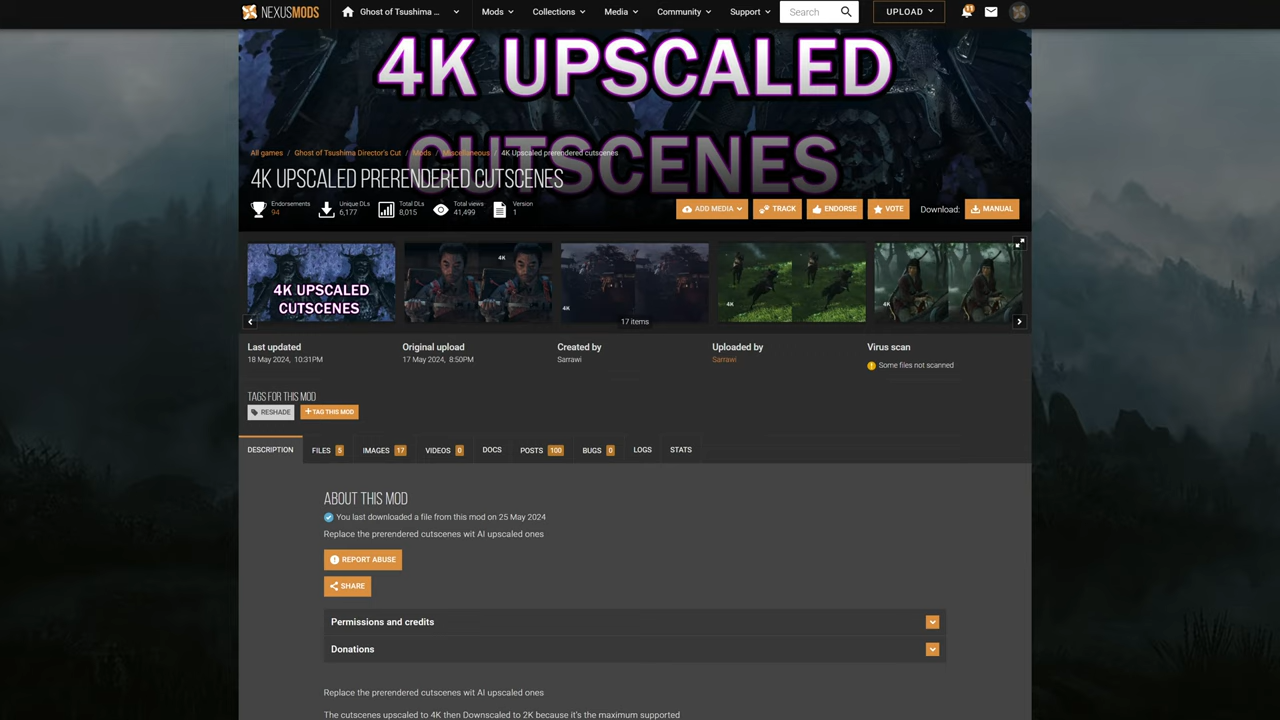 NEXUSMODS
Ghost of Tsushima ...
Mods
Collections
Media
Community
Support
Search
UPLOAD
11
4K UPSCALED
CUTSCENES
All games / Ghost of Tsushima Director's Cut / Mods / Miscellaneous / 4K Upscaled prerendered cutscenes
4K UPSCALED PRERENDERED CUTSCENES
Endorsements
94
Unique DLs
6,177
Total DLs
8,015
Total views
41,499
Version
1
ADD MEDIA
TRACK
ENDORSE
VOTE
Download:
MANUAL
4K UPSCALED
CUTSCENES
4K
4K
4K
4K
17 items
Last updated
18 May 2024, 10:31PM
Original upload
17 May 2024, 8:50PM
Created by
Sarrawi
Uploaded by
Sarrawi
Virus scan
Some files not scanned
TAGS FOR THIS MOD
RESHADE
+ TAG THIS MOD
DESCRIPTION
FILES 5
IMAGES 17
VIDEOS 0
DOCS
POSTS 100
BUGS 0
LOGS
STATS
ABOUT THIS MOD
You last downloaded a file from this mod on 25 May 2024
Replace the prerendered cutscenes wit AI upscaled ones
REPORT ABUSE
SHARE
Permissions and credits
Donations
Replace the prerendered cutscenes wit AI upscaled ones
The cutscenes upscaled to 4K then Downscaled to 2K because it's the maximum supported